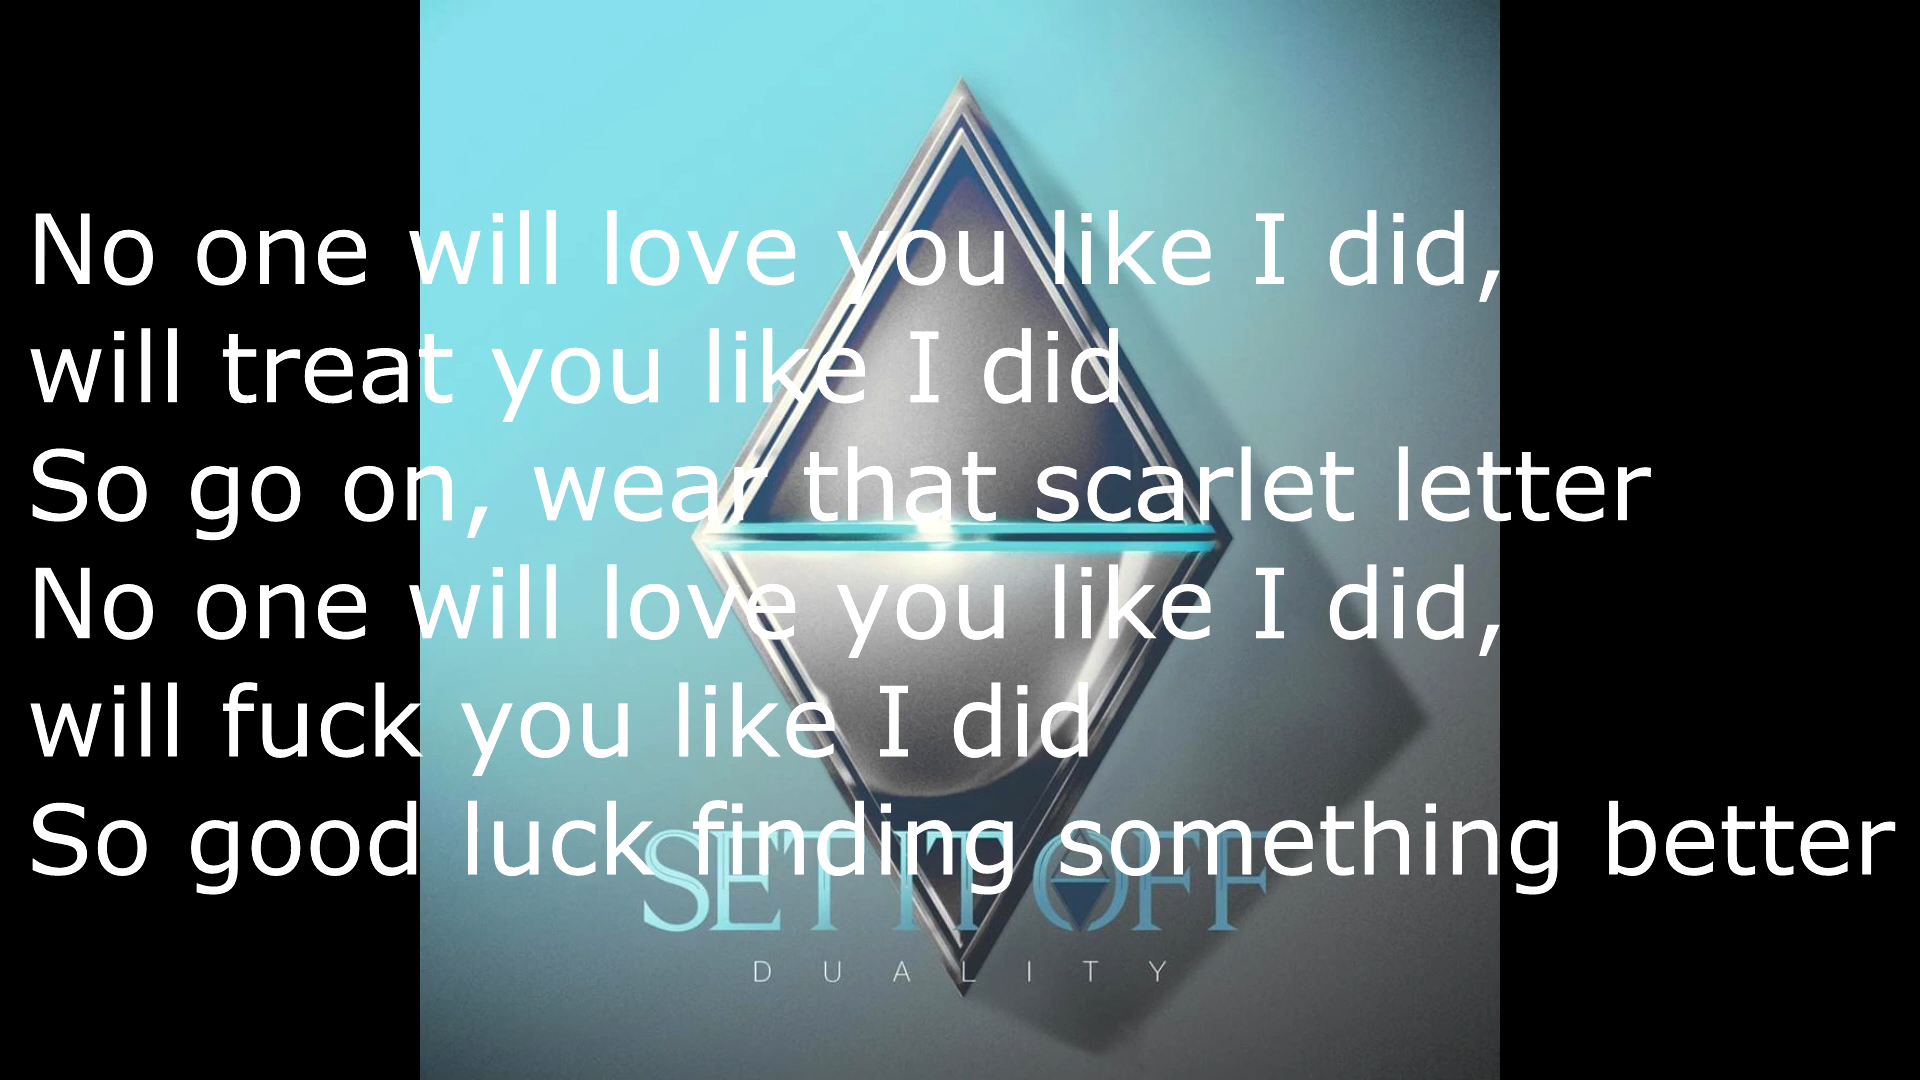 No one will love you like I did,
will treat you like I did
So go on, wear that scarlet letter
No one will love you like I did,
will fuck you like I did
So good luck finding something better
SET IT OFF
DUALITY